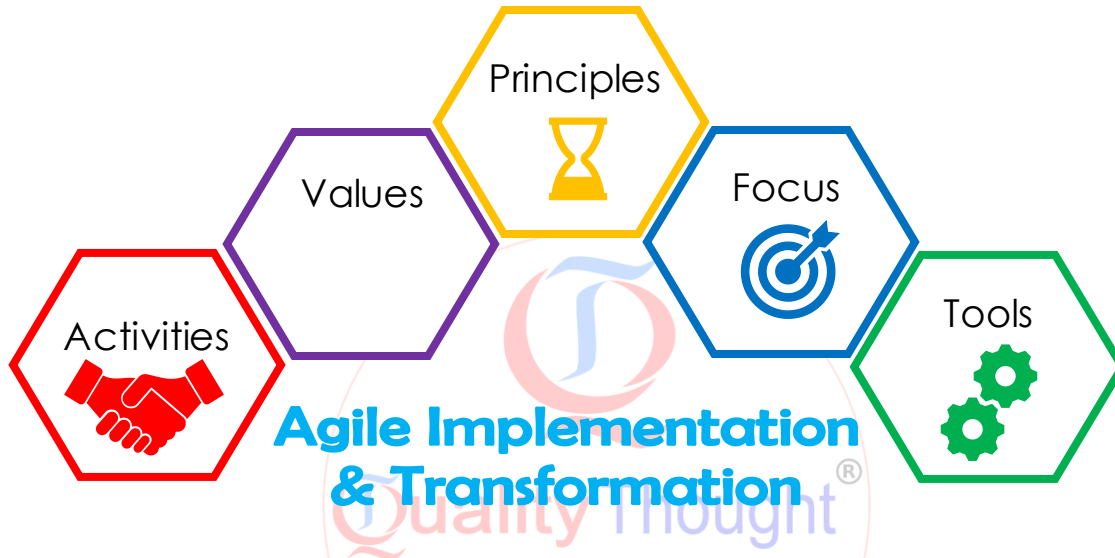 Principles
Values
Focus
Activities
Tools
Agile Implementation
& Transformation
Quality Thought®